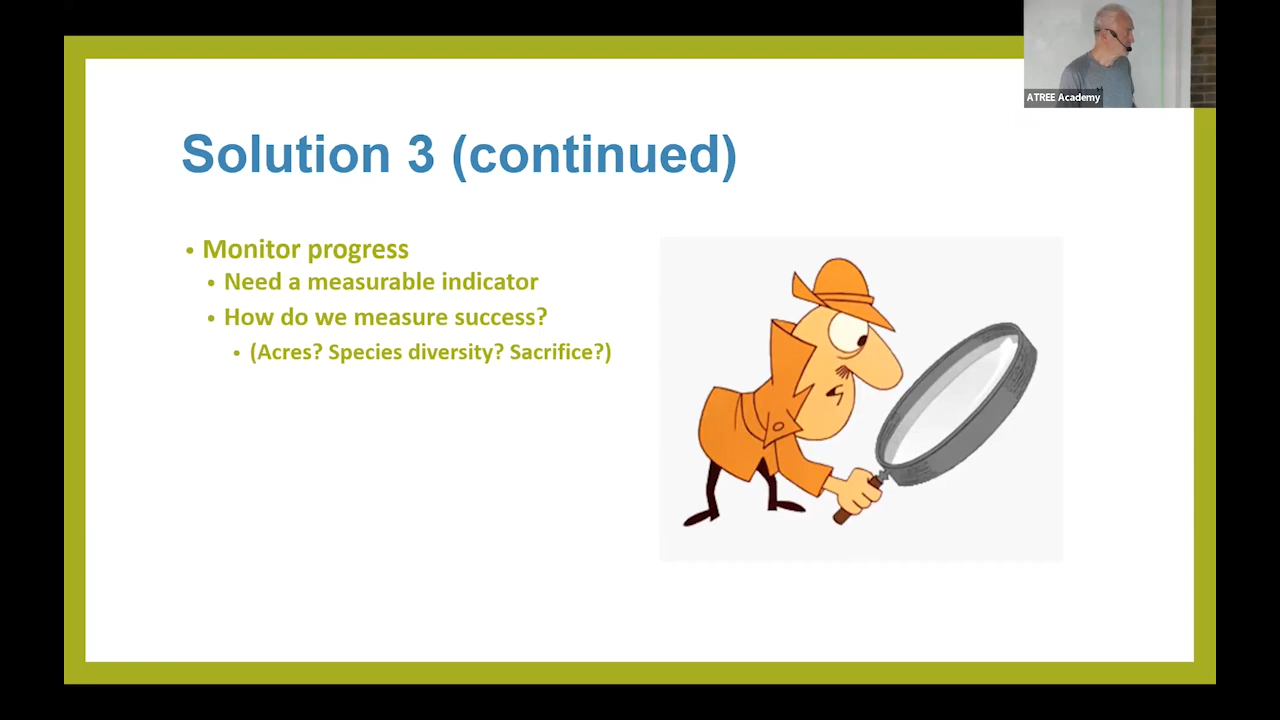 ATREE Academy
Solution 3 (continued)
• Monitor progress
• Need a measurable indicator
• How do we measure success?
• (Acres? Species diversity? Sacrifice?)